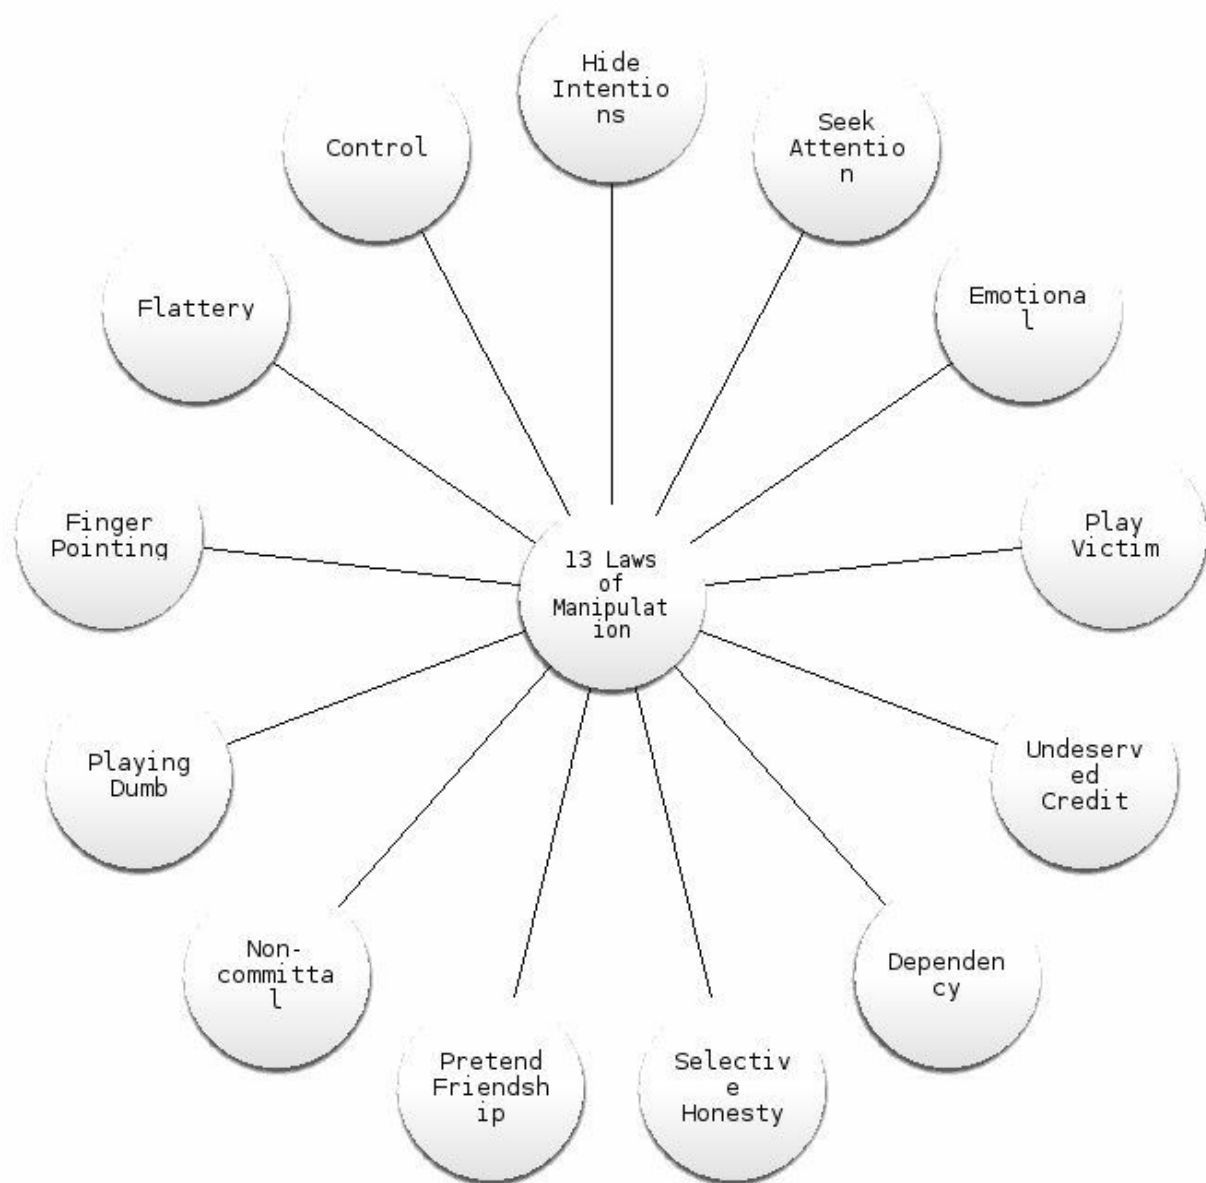 Hide
Intentio
ns
Seek
Attentio
n
Emotiona
l
Play
Victim
Undeserv
ed
Credit
Dependen
cy
Selectiv
e
Honesty
Pretend
Friendsh
ip
Non-
committa
l
Playing
Dumb
Finger
Pointing
Flattery
Control
13 Laws
of
Manipulat
ion